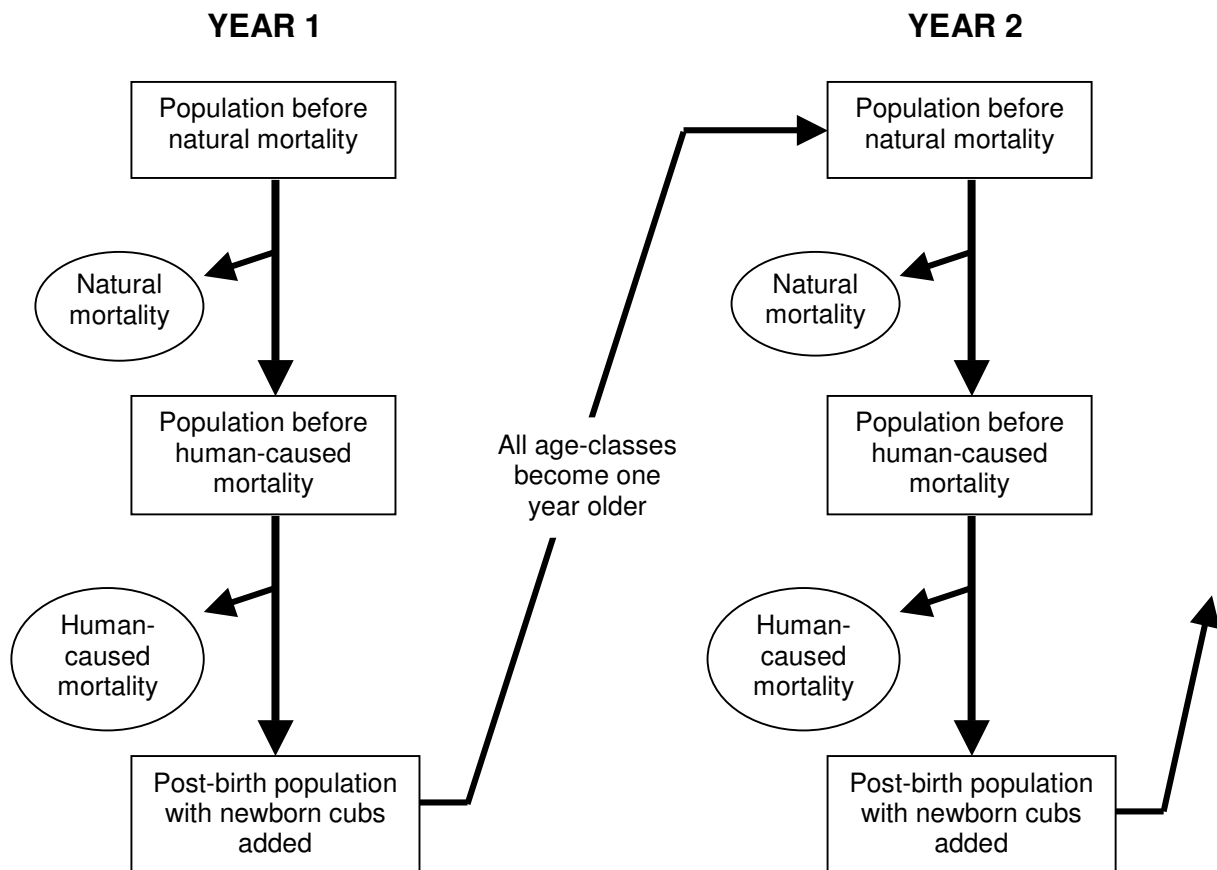 YEAR 1
Population before
natural mortality
Natural
mortality
Population before
human-caused
mortality
Human-
caused
mortality
Post-birth population
with newborn cubs
added
All age-classes
become one
year older
YEAR 2
Population before
natural mortality
Natural
mortality
Population before
human-caused
mortality
Human-
caused
mortality
Post-birth population
with newborn cubs
added